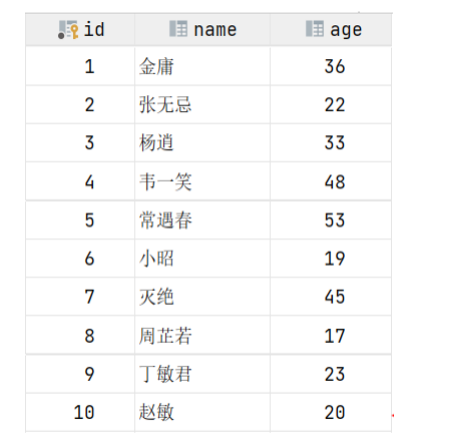 id name age
1 金庸 36
2 张无忌 22
3 杨逍 33
4 韦一笑 48
5 常遇春 53
6 小昭 19
7 灭绝 45
8 周芷若 17
9 丁敏君 23
10 赵敏 20